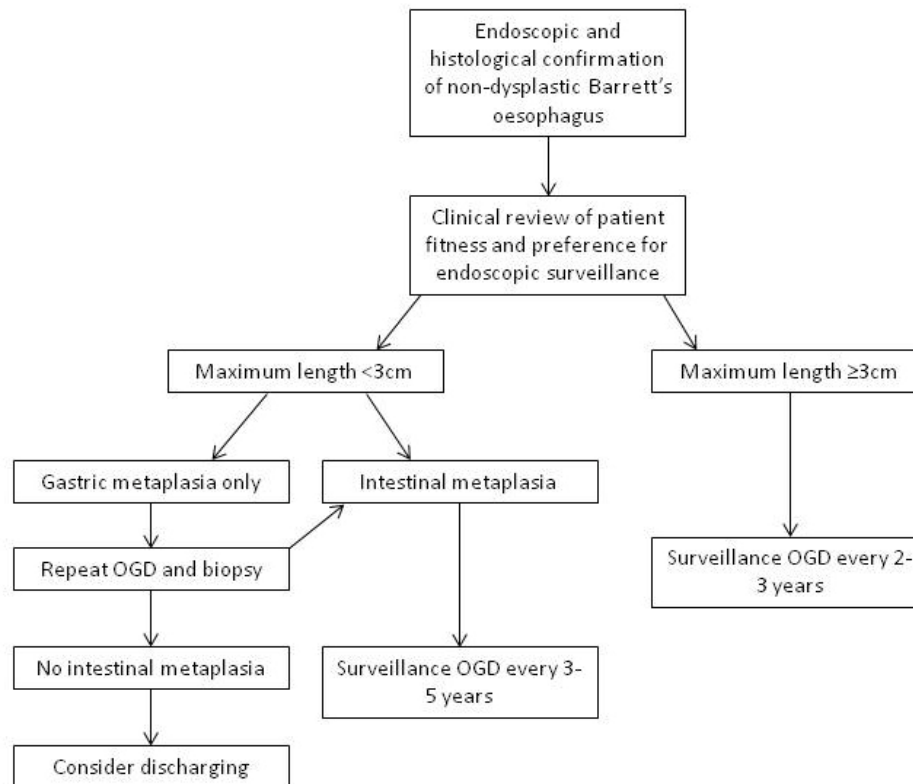 Endoscopic and
histological confirmation
of non-dysplastic Barrett's
oesophagus
Clinical review of patient
fitness and preference for
endoscopic surveillance
Maximum length <3cm
Maximum length ≥3cm
Gastric metaplasia only
Intestinal metaplasia
Repeat OGD and biopsy
Surveillance OGD every 2-
3 years
No intestinal metaplasia
Surveillance OGD every 3-
5 years
Consider discharging